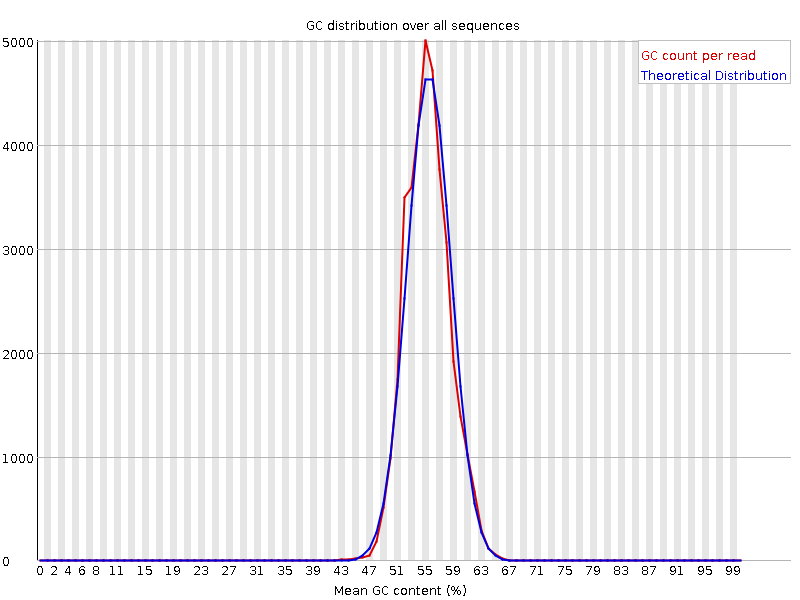 GC distribution over all sequences
GC count per read
Theoretical Distribution
5000
4000
3000
2000
1000
0
0 2 4 6 8 11 15 19 23 27 31 35 39 43 47 51 55 59 63 67 71 75 79 83 87 91 95 99
Mean GC content (%)